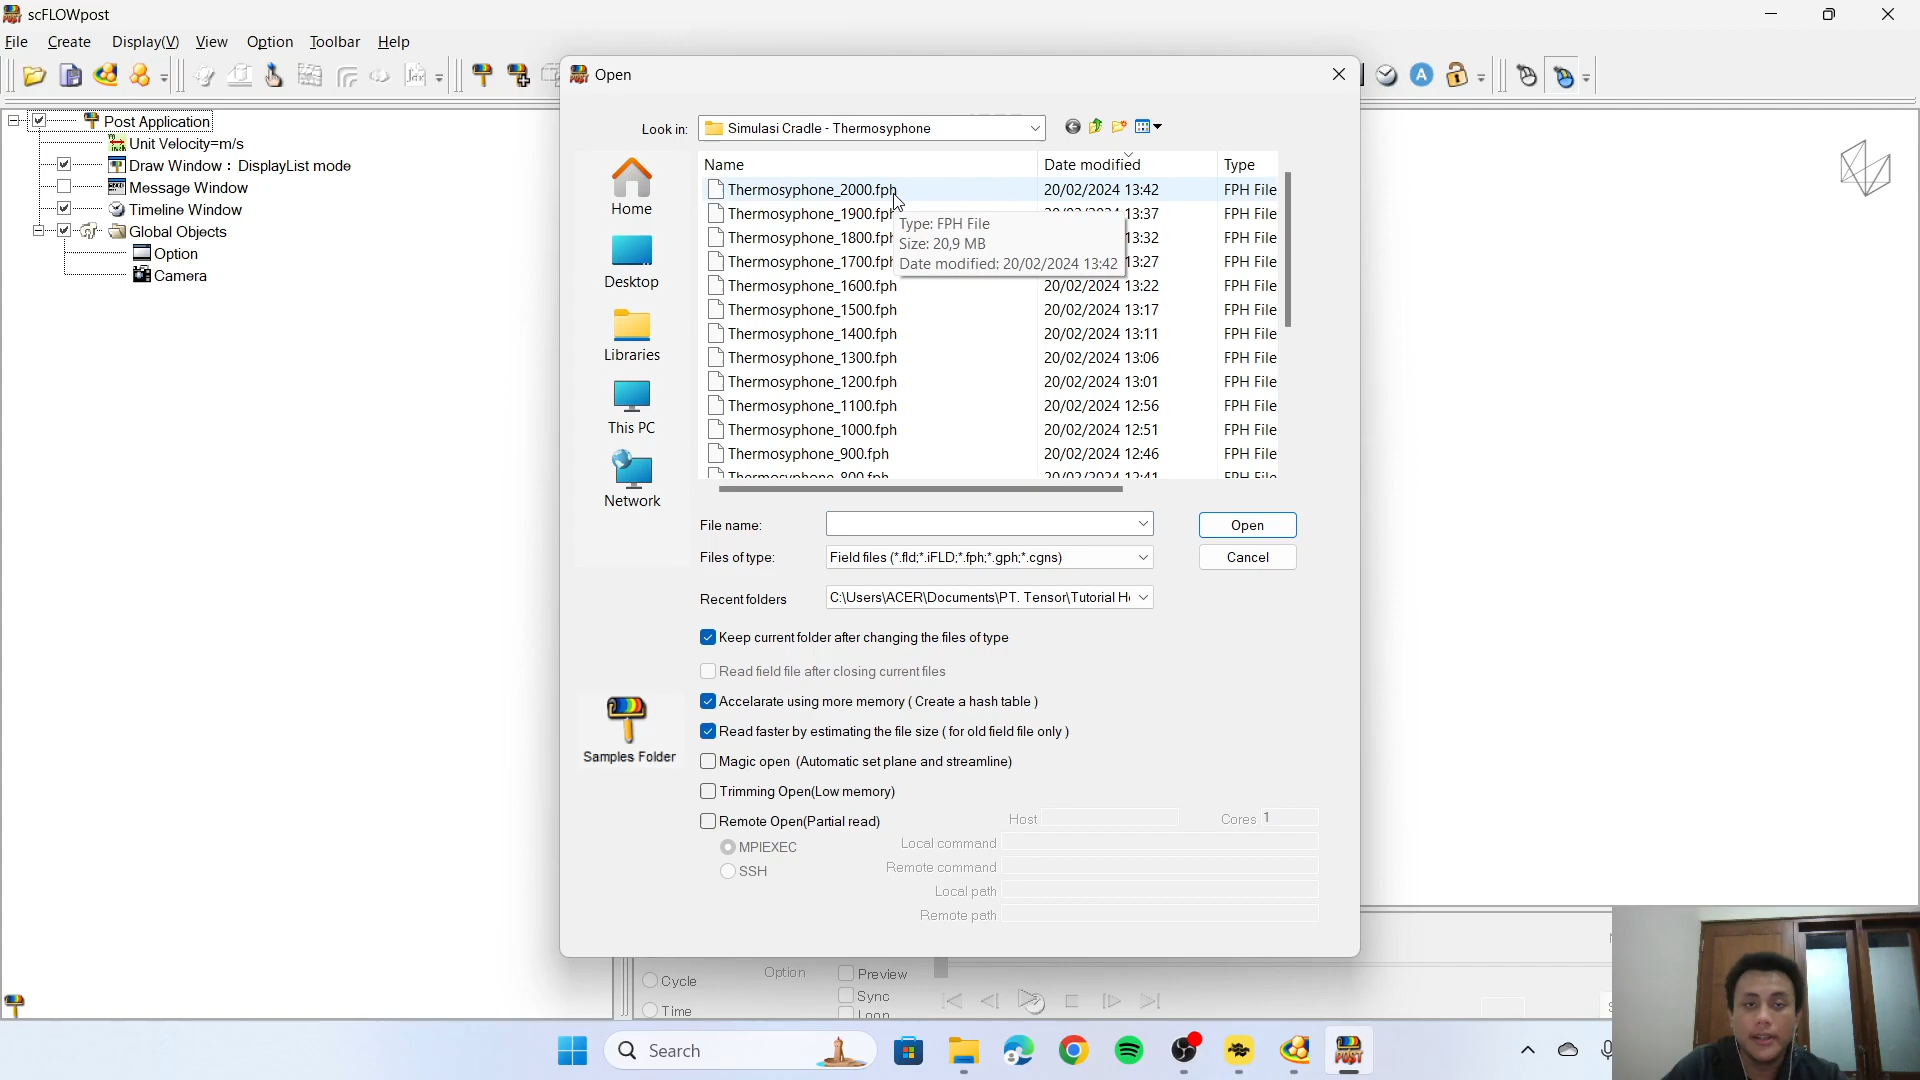 scFLOWpost
File Create Display(V) View Option Toolbar Help
Post Application
Unit Velocity=m/s
Draw Window : DisplayList mode
Message Window
Timeline Window
Global Objects
Option
Camera
Open
Look in: Simulasi Cradle - Thermosyphone
Name Date modified Type
Thermosyphone_2000.fph 20/02/2024 13:42 FPH File
Thermosyphone_1900.fph 13:37 FPH File
Thermosyphone_1800.fph 13:32 FPH File
Thermosyphone_1700.fph 13:27 FPH File
Type: FPH File
Size: 20,9 MB
Date modified: 20/02/2024 13:42
Thermosyphone_1600.fph 20/02/2024 13:22 FPH File
Thermosyphone_1500.fph 20/02/2024 13:17 FPH File
Thermosyphone_1400.fph 20/02/2024 13:11 FPH File
Thermosyphone_1300.fph 20/02/2024 13:06 FPH File
Thermosyphone_1200.fph 20/02/2024 13:01 FPH File
Thermosyphone_1100.fph 20/02/2024 12:56 FPH File
Thermosyphone_1000.fph 20/02/2024 12:51 FPH File
Thermosyphone_900.fph 20/02/2024 12:46 FPH File
Thermosyphone_800.fph 20/02/2024 12:41 FPH File
Home
Desktop
Libraries
This PC
Network
Samples Folder
File name: Open
Files of type: Field files (*.fld;*.iFLD;*.fph;*.gph;*.cgns) Cancel
Recent folders C:\Users\ACER\Documents\PT. Tensor\Tutorial
Keep current folder after changing the files of type
Read field file after closing current files
Accelarate using more memory ( Create a hash table )
Read faster by estimating the file size ( for old field file only )
Magic open (Automatic set plane and streamline)
Trimming Open(Low memory)
Remote Open(Partial read) Host Cores 1
MPIEXEC Local command
SSH Remote command
Local path
Remote path
Cycle Option Preview
Sync
Time Loop
Search
POST